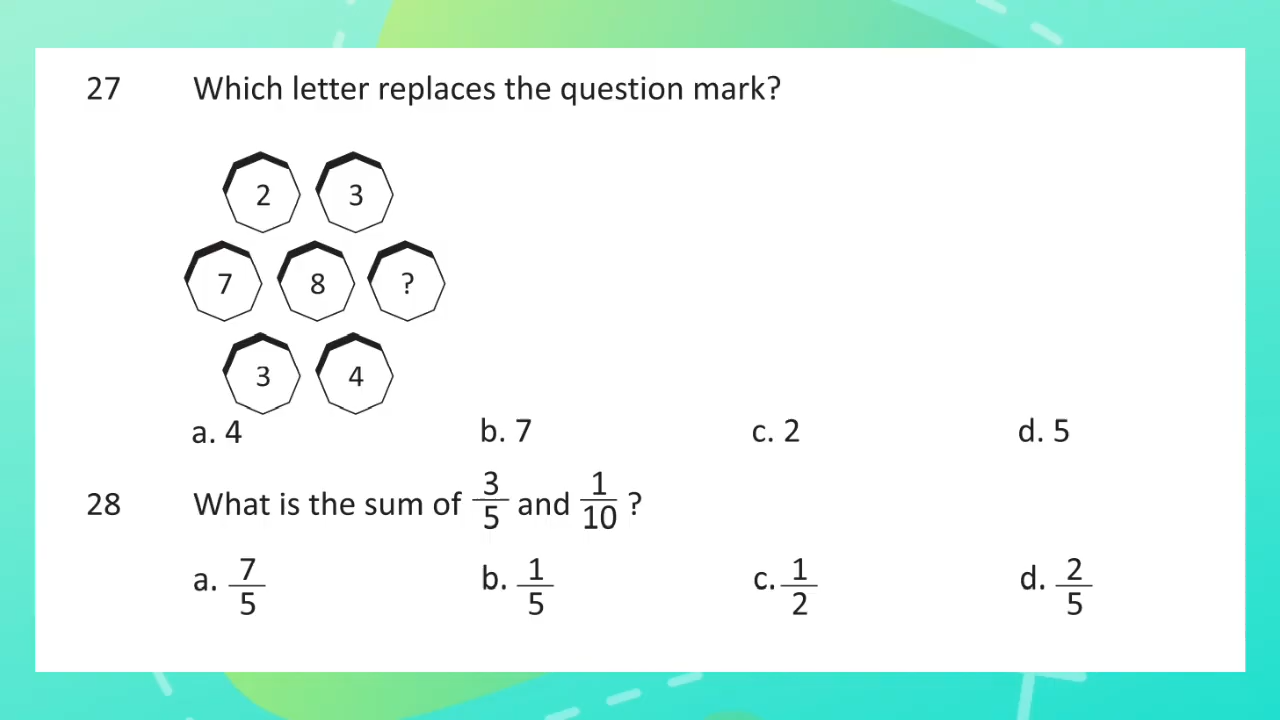 27 Which letter replaces the question mark?
2 3
7 8 ?
3 4
a. 4 b. 7 c. 2 d. 5
28 What is the sum of 3/5 and 1/10 ?
a. 7/5 b. 1/5 c. 1/2 d. 2/5